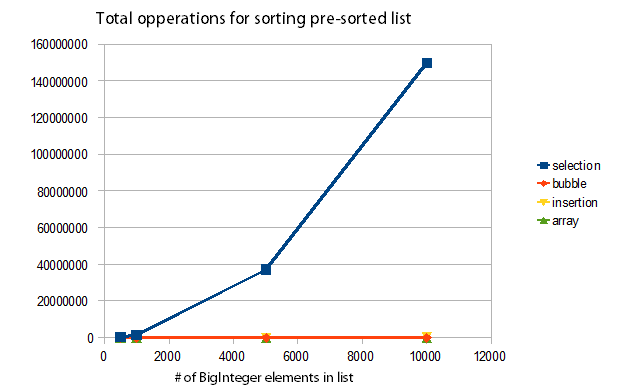 Total opperations for sorting pre-sorted list
160000000
140000000
120000000
100000000
80000000
60000000
40000000
20000000
0
0 2000 4000 6000 8000 10000 12000
# of BigInteger elements in list
selection
bubble
insertion
array